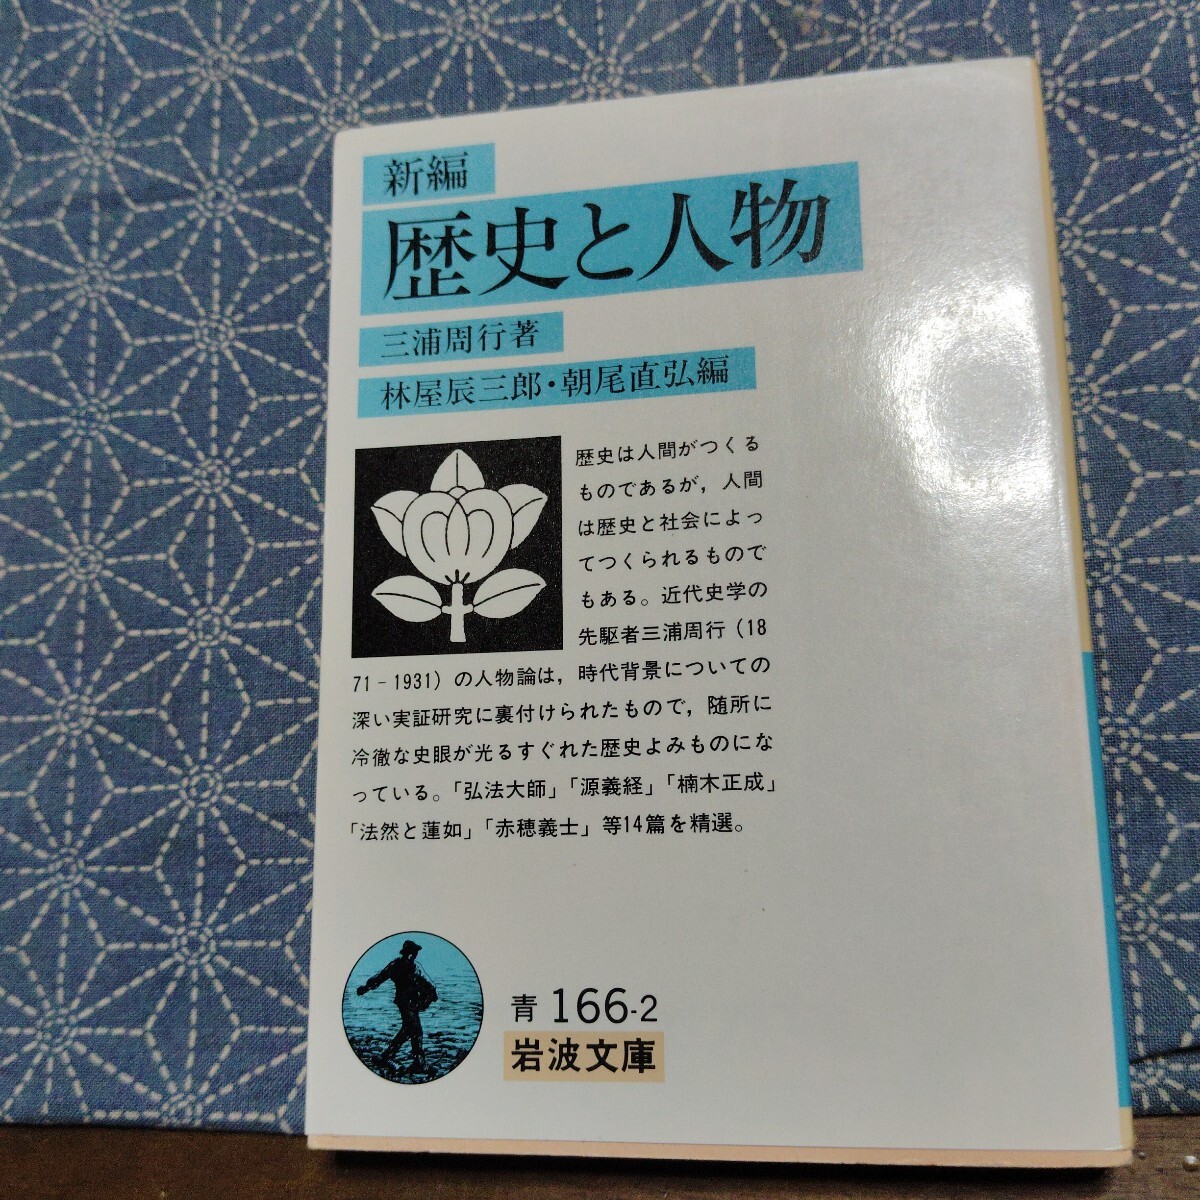 新編
歴史と人物
三浦周行著
林屋辰三郎・朝尾直弘編
歴史は人間がつくる
ものであるが，人間
は歴史と社会によっ
てつくられるもので
もある。近代史学の
先駆者三浦周行（18
71－1931）の人物論は，時代背景についての
深い実証研究に裏付けられたもので，随所に
冷徹な史眼が光るすぐれた歴史よみものにな
っている。「弘法大師」「源義経」「楠木正成」
「法然と蓮如」「赤穂義士」等14篇を精選。
青 166-2
岩波文庫